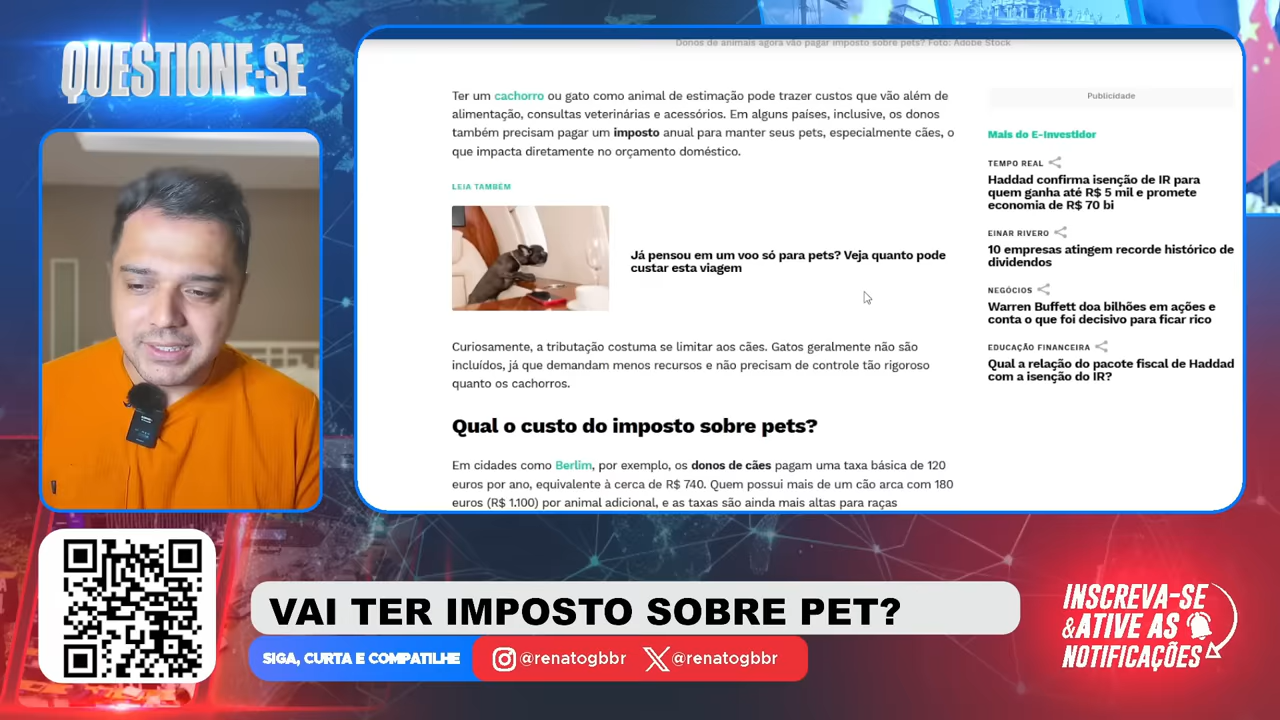 QUESTIONE-SE
Donos de animais agora vão pagar imposto sobre pets? Foto: Adobe Stock
Ter um cachorro ou gato como animal de estimação pode trazer custos que vão além de
alimentação, consultas veterinárias e acessórios. Em alguns países, inclusive, os donos
também precisam pagar um imposto anual para manter seus pets, especialmente cães, o
que impacta diretamente no orçamento doméstico.
LEIA TAMBÉM
Já pensou em um voo só para pets? Veja quanto pode
custar esta viagem
Curiosamente, a tributação costuma se limitar aos cães. Gatos geralmente não são
incluídos, já que demandam menos recursos e não precisam de controle tão rigoroso
quanto os cachorros.
Qual o custo do imposto sobre pets?
Em cidades como Berlim, por exemplo, os donos de cães pagam uma taxa básica de 120
euros por ano, equivalente à cerca de R$ 740. Quem possui mais de um cão arca com 180
euros (R$ 1.100) por animal adicional, e as taxas são ainda mais altas para raças
Publicidade
Mais do E-Investidor
TEMPO REAL
Haddad confirma isenção de IR para
quem ganha até R$ 5 mil e promete
economia de R$ 70 bi
EINAR RIVERO
10 empresas atingem recorde histórico de
dividendos
NEGÓCIOS
Warren Buffett doa bilhões em ações e
conta o que foi decisivo para ficar rico
EDUCAÇÃO FINANCEIRA
Qual a relação do pacote fiscal de Haddad
com a isenção do IR?
VAI TER IMPOSTO SOBRE PET?
SIGA, CURTA E COMPATILHE
@renatogbbr
@renatogbbr
INSCREVA-SE
&ATIVE AS
NOTIFICAÇÕES